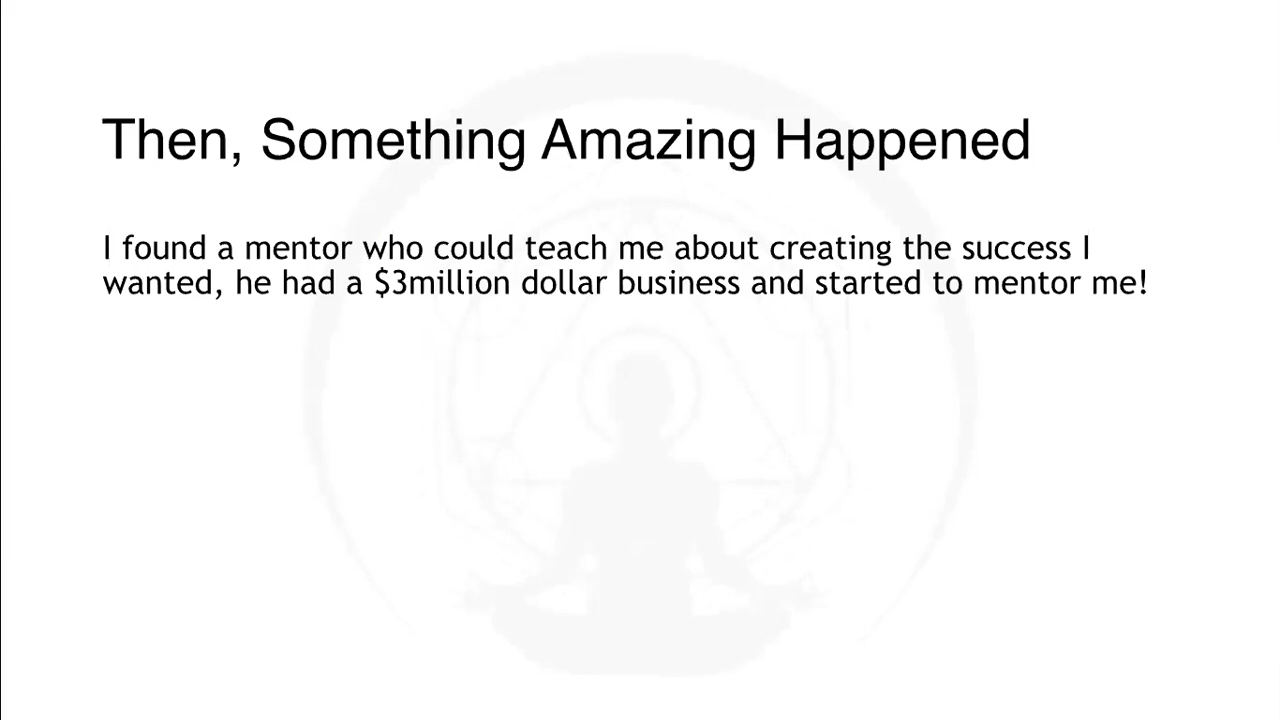 Then, Something Amazing Happened
I found a mentor who could teach me about creating the success I
wanted, he had a $3million dollar business and started to mentor me!